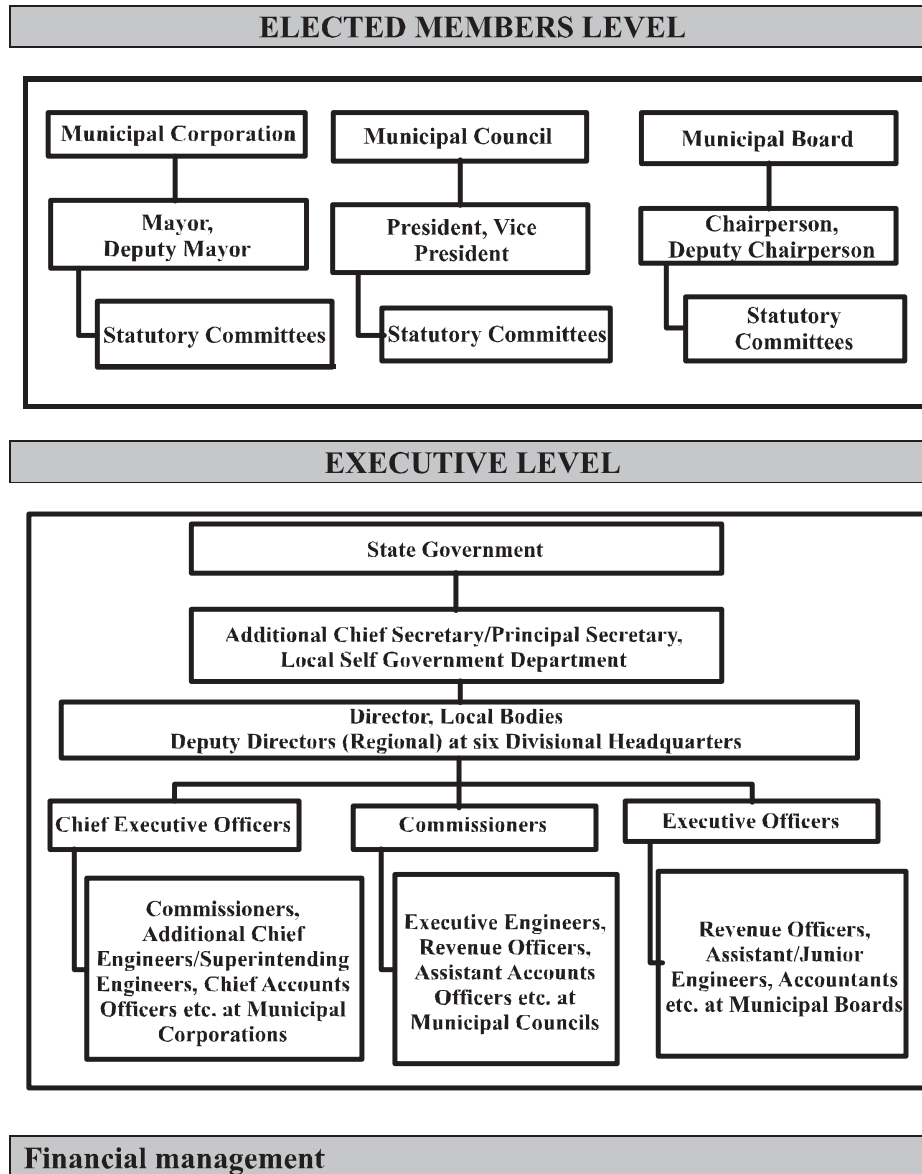 ELECTED MEMBERS LEVEL
Municipal Corporation
Municipal Council
Municipal Board
Mayor,
Deputy Mayor
President, Vice
President
Chairperson,
Deputy Chairperson
Statutory Committees
Statutory Committees
Statutory
Committees
EXECUTIVE LEVEL
State Government
Additional Chief Secretary/Principal Secretary,
Local Self Government Department
Director, Local Bodies
Deputy Directors (Regional) at six Divisional Headquarters
Chief Executive Officers
Commissioners
Executive Officers
Commissioners,
Additional Chief
Engineers/Superintending
Engineers, Chief Accounts
Officers etc. at Municipal
Corporations
Executive Engineers,
Revenue Officers,
Assistant Accounts
Officers etc. at
Municipal Councils
Revenue Officers,
Assistant/Junior
Engineers, Accountants
etc. at Municipal Boards
Financial management